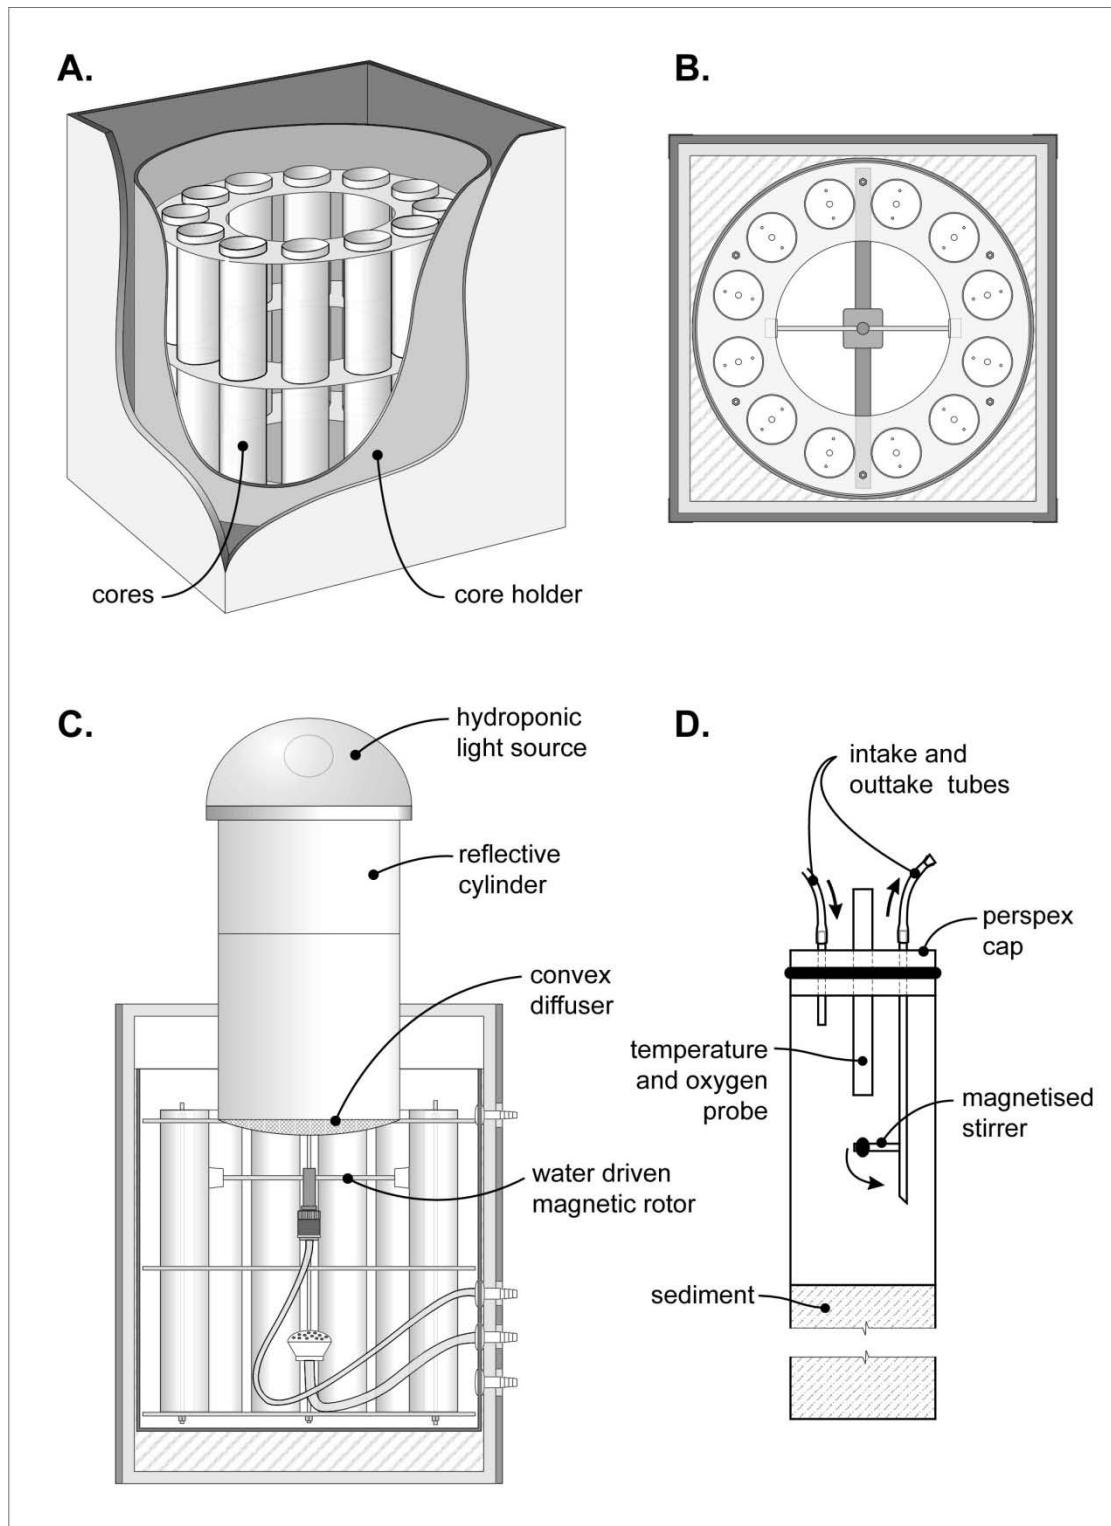 A.
B.
cores
core holder
C.
hydroponic
light source
reflective
cylinder
convex
diffuser
water driven
magnetic rotor
D.
intake and
outtake tubes
perspex
cap
temperature
and oxygen
probe
magnetised
stirrer
sediment